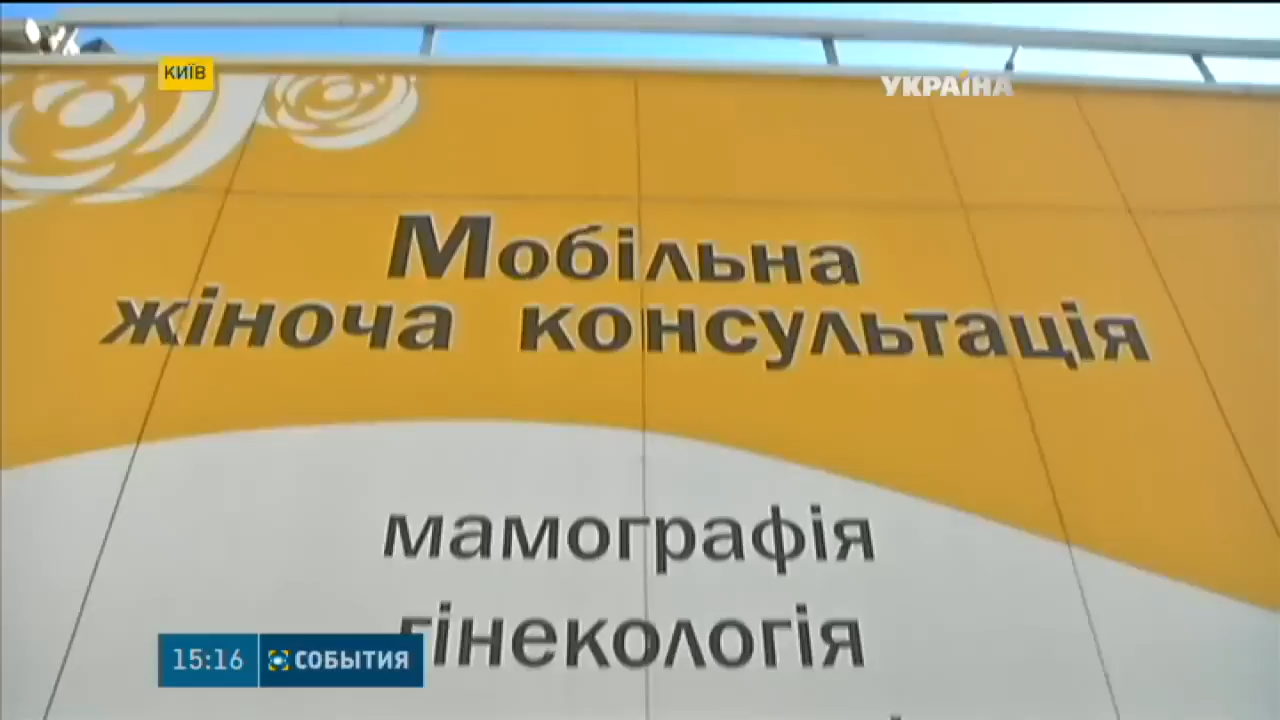 КИЇВ
УКРАЇНА
Мобільна
жіноча консультація
мамографія
гінекологія
15:16 СОБЫТИЯ